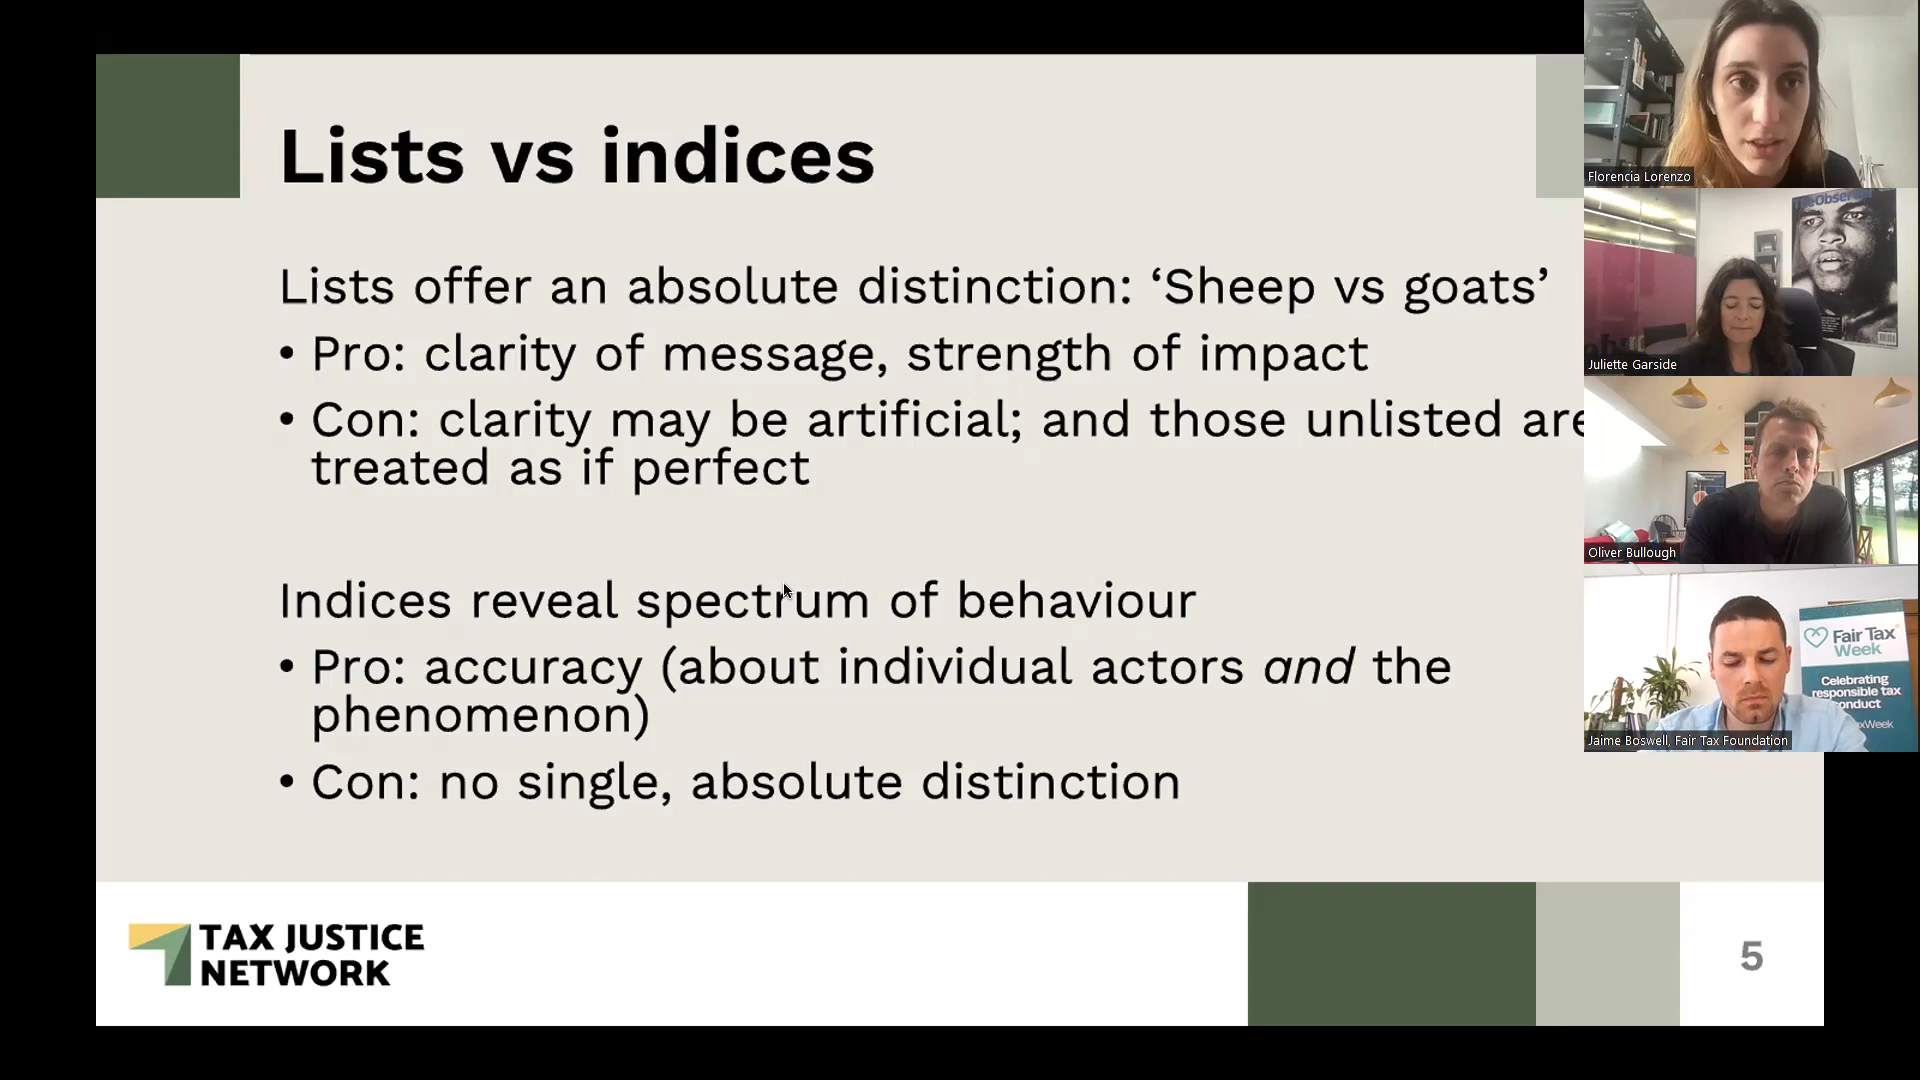 Lists vs indices
Lists offer an absolute distinction: ‘Sheep vs goats’
• Pro: clarity of message, strength of impact
• Con: clarity may be artificial; and those unlisted are
treated as if perfect
Indices reveal spectrum of behaviour
• Pro: accuracy (about individual actors and the
phenomenon)
• Con: no single, absolute distinction
TAX JUSTICE
NETWORK
5
Florencia Lorenzo
Juliette Garside
Oliver Bullough
Fair Tax
Week
Celebrating
responsible tax
conduct
xWeek
Jaime Boswell, Fair Tax Foundation